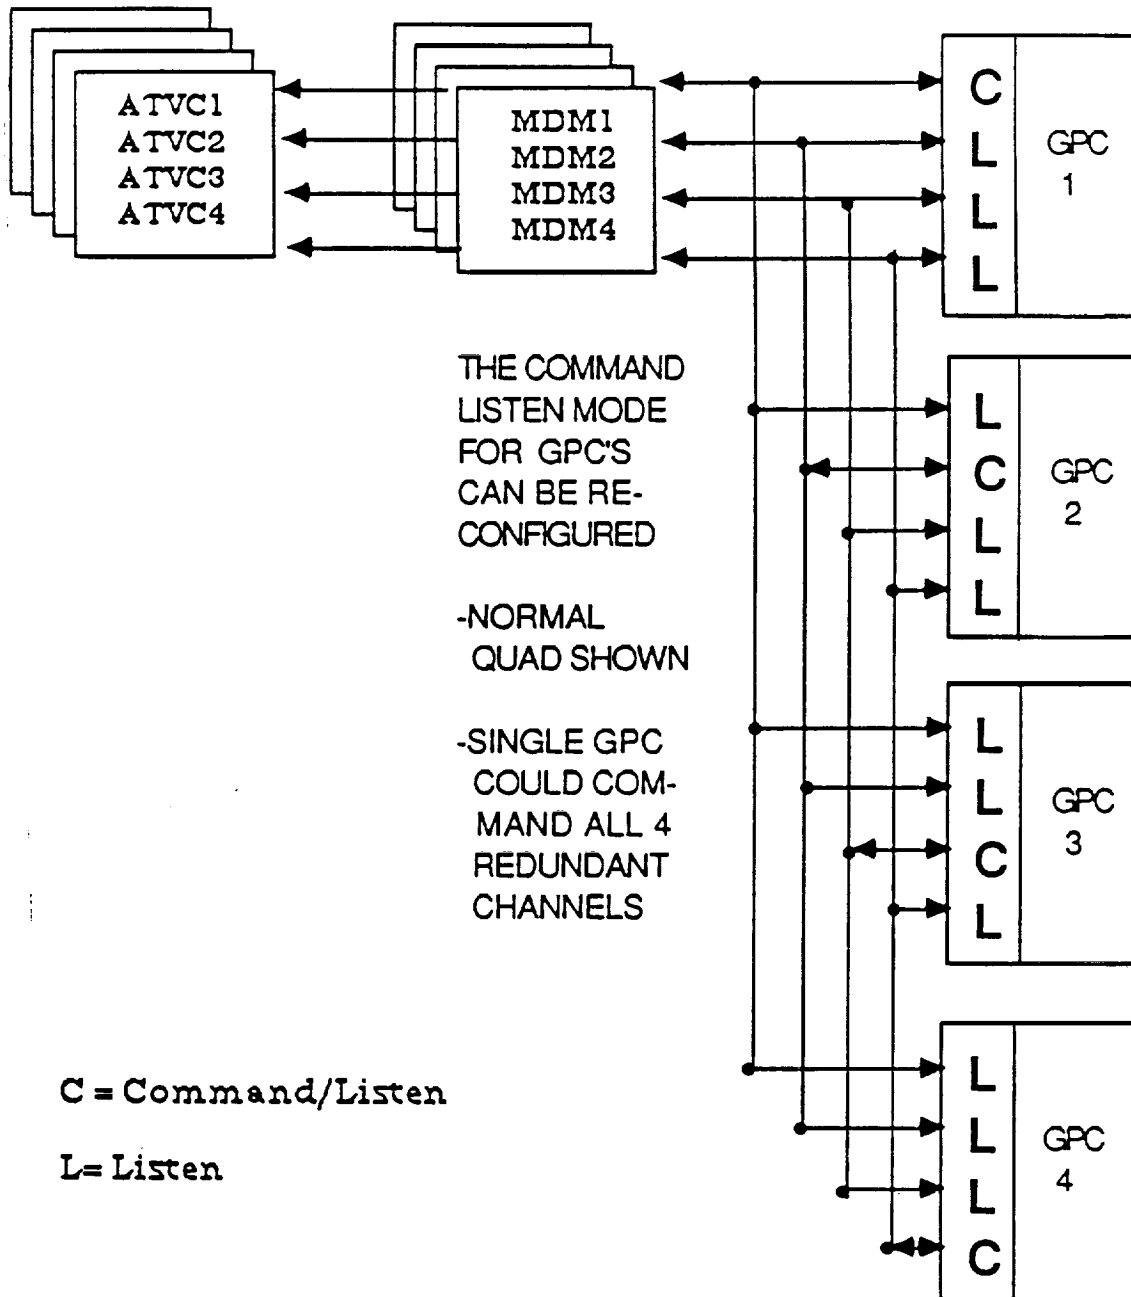 ATVC1
ATVC2
ATVC3
ATVC4
MDM1
MDM2
MDM3
MDM4
C
L
L
L
GPC
1
THE COMMAND
LISTEN MODE
FOR GPC'S
CAN BE RE-
CONFIGURED
-NORMAL
QUAD SHOWN
-SINGLE GPC
COULD COM-
MAND ALL 4
REDUNDANT
CHANNELS
L
C
L
L
GPC
2
L
L
C
L
GPC
3
L
L
L
C
GPC
4
C = Command/Listen
L= Listen